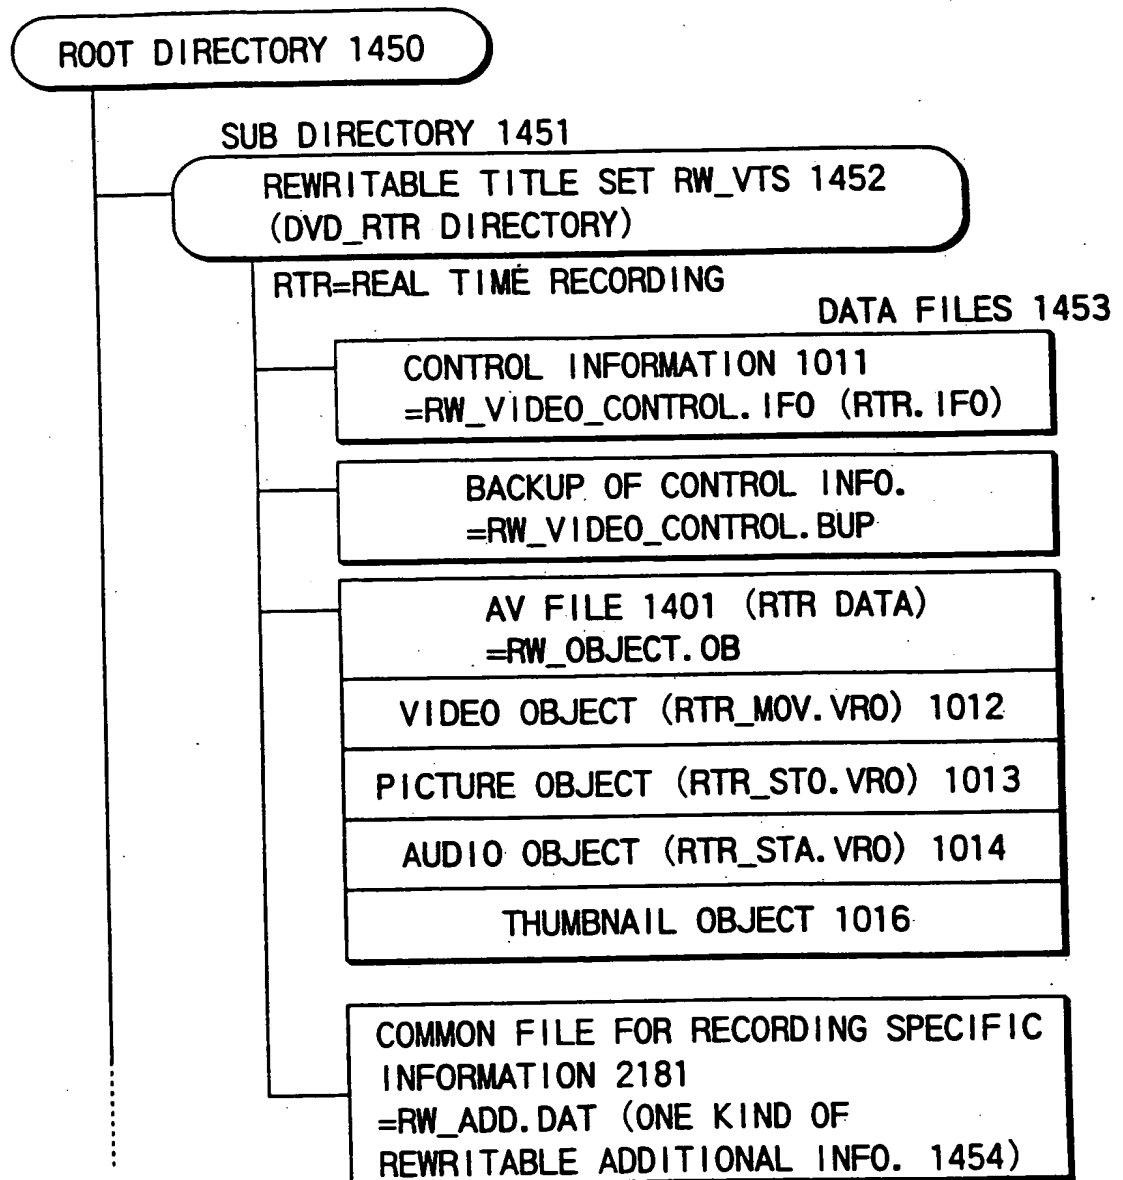 ROOT DIRECTORY 1450
SUB DIRECTORY 1451
REWRITABLE TITLE SET RW_VTS 1452
(DVD_RTR DIRECTORY)
RTR=REAL TIME RECORDING
DATA FILES 1453
CONTROL INFORMATION 1011
=RW_VIDEO_CONTROL.IFO (RTR.IFO)
BACKUP OF CONTROL INFO.
=RW_VIDEO_CONTROL.BUP
AV FILE 1401 (RTR DATA)
=RW_OBJECT.OB
VIDEO OBJECT (RTR_MOV.VRO) 1012
PICTURE OBJECT (RTR_STO.VRO) 1013
AUDIO OBJECT (RTR_STA.VRO) 1014
THUMBNAIL OBJECT 1016
COMMON FILE FOR RECORDING SPECIFIC
INFORMATION 2181
=RW_ADD.DAT (ONE KIND OF
REWRITABLE ADDITIONAL INFO. 1454)